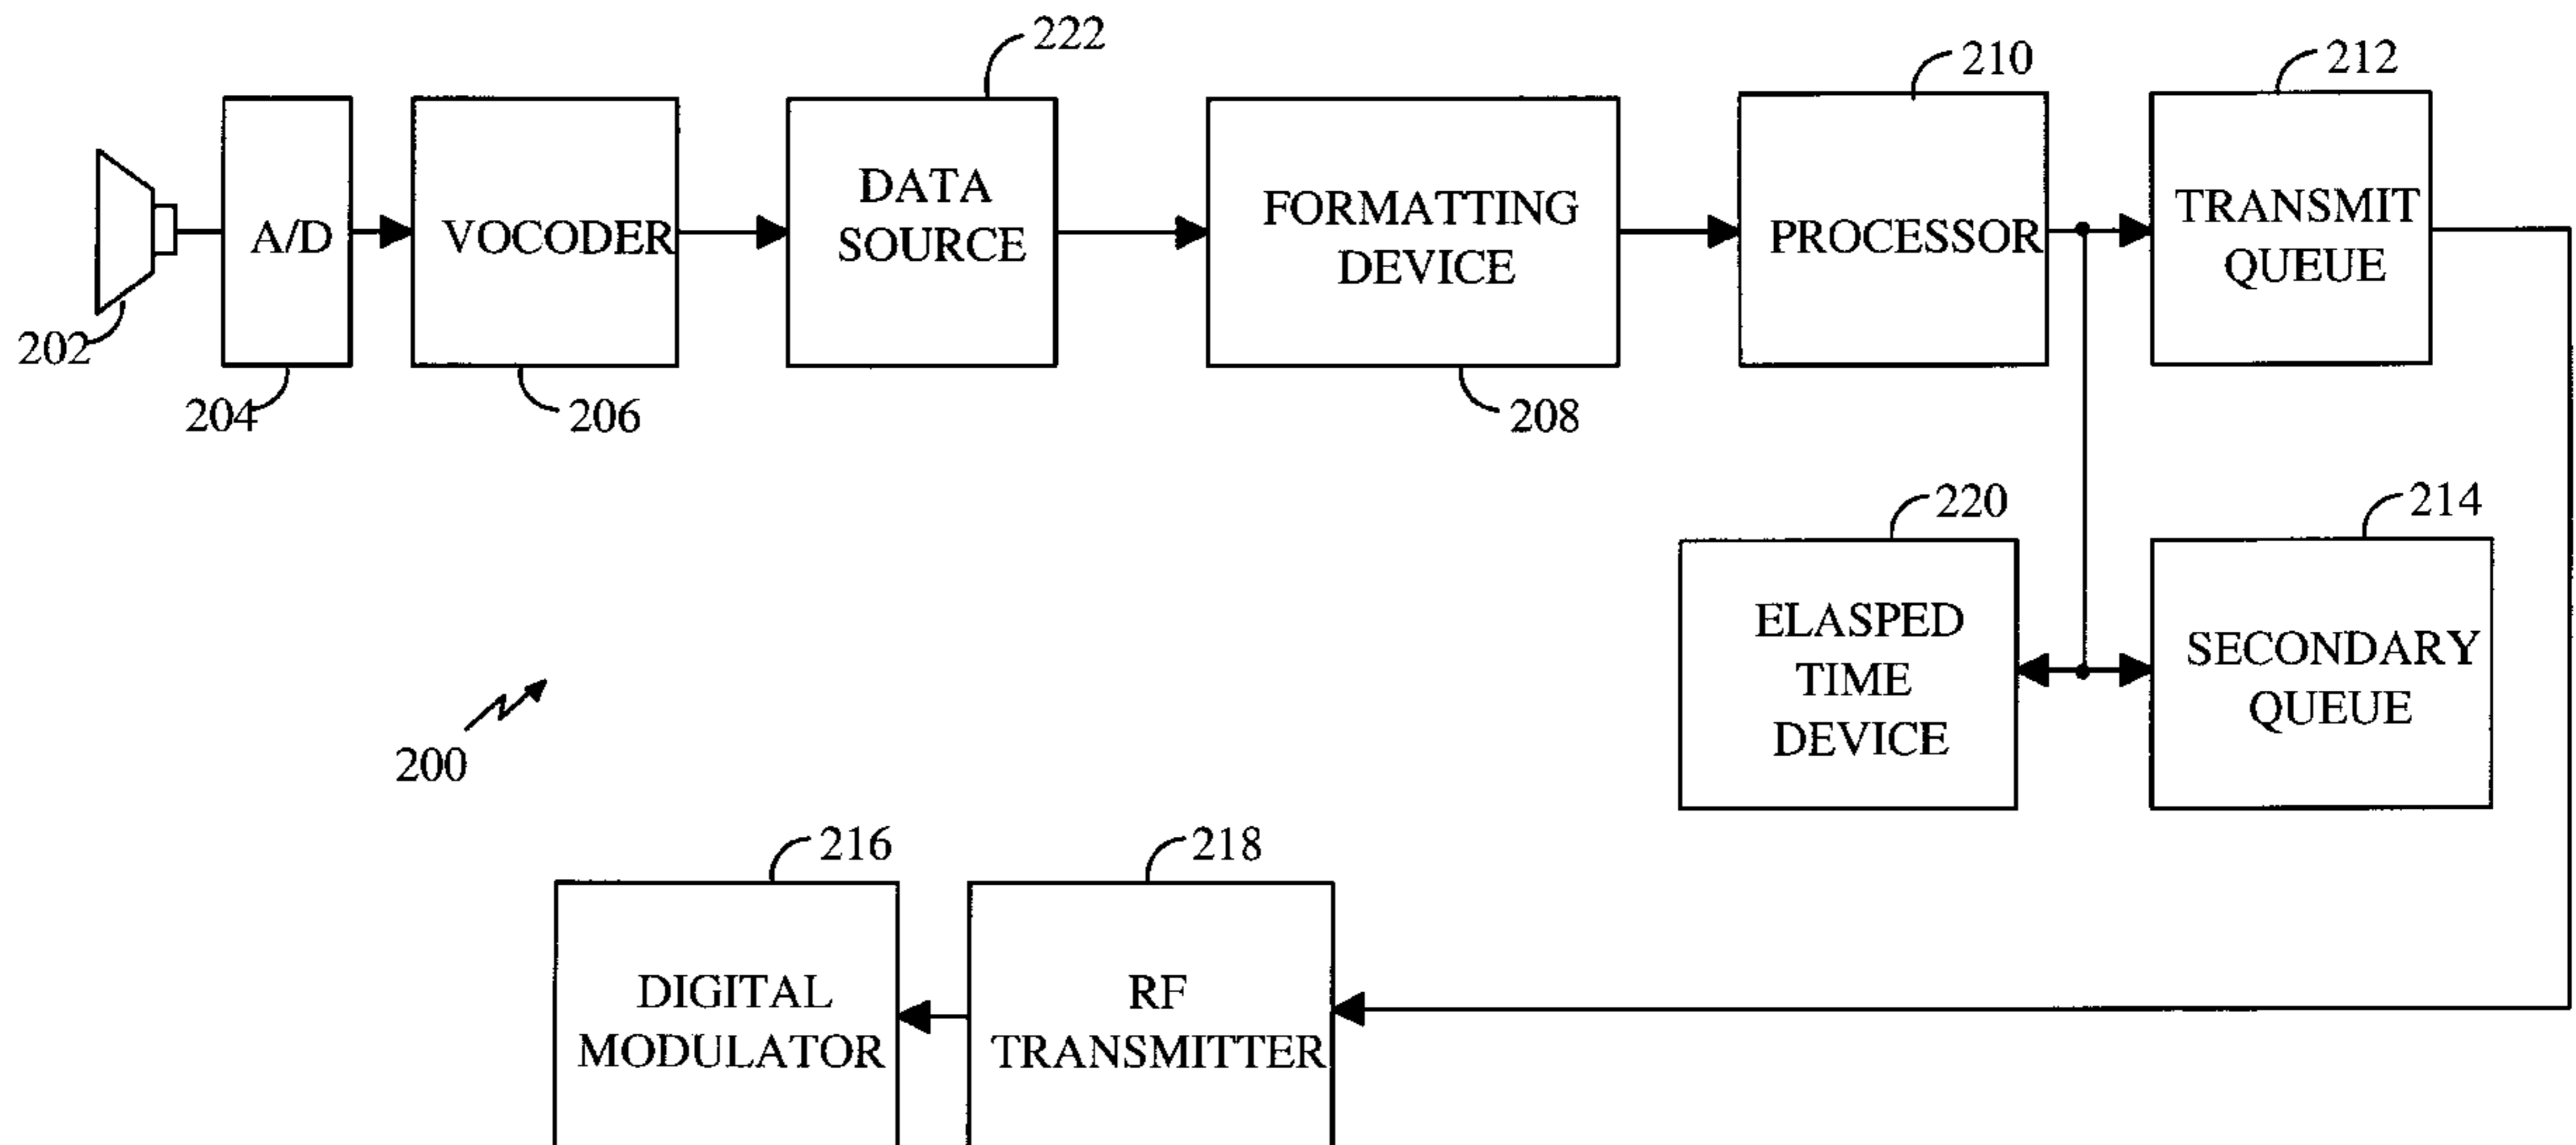 222
210
212
A/D
VOCODER
DATA
SOURCE
FORMATTING
DEVICE
PROCESSOR
TRANSMIT
QUEUE
202
204
206
208
220
214
ELASPED
TIME
DEVICE
SECONDARY
QUEUE
200
216
218
DIGITAL
MODULATOR
RF
TRANSMITTER